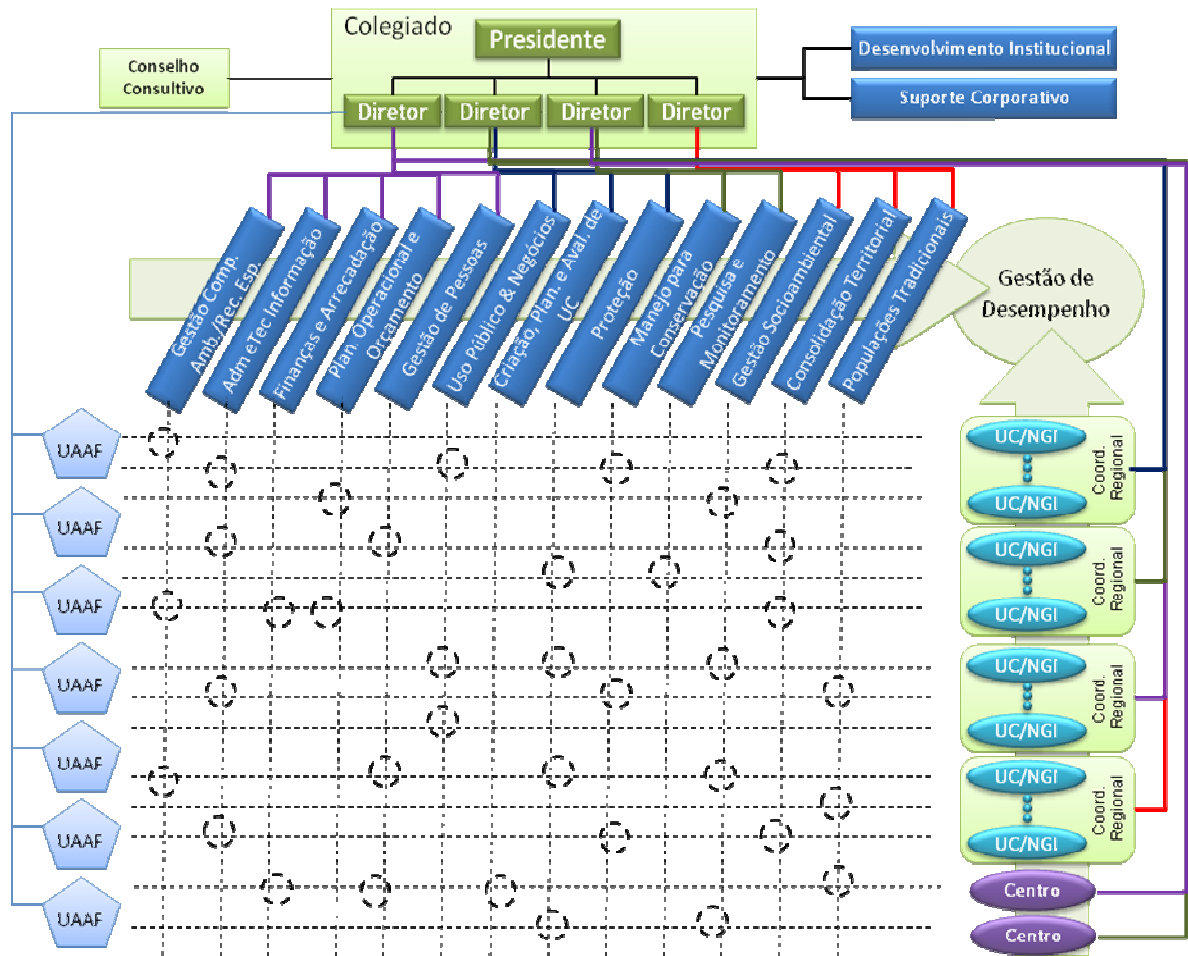 Colegiado
Presidente
Diretor
Diretor
Diretor
Diretor
Conselho
Consultivo
Desenvolvimento Institucional
Suporte Corporativo
Gestão Comp.
Amb./Rec. Esp.
Adm eTec Informação
Finanças e Arrecadação
Plan Operacional e
Orçamento
Gestão de Pessoas
Uso Público & Negócios
Criação, Plan. e Aval. de
UC
Proteção
Manejo para
Conservação
Pesquisa e
Monitoramento
Gestão Socioambiental
Consolidação Territorial
Populações Tradicionais
Gestão de
Desempenho
UAAF
UAAF
UAAF
UAAF
UAAF
UAAF
UAAF
UC/NGI
UC/NGI
Coord.
Regional
UC/NGI
UC/NGI
Coord.
Regional
UC/NGI
UC/NGI
Coord.
Regional
UC/NGI
UC/NGI
Coord.
Regional
Centro
Centro